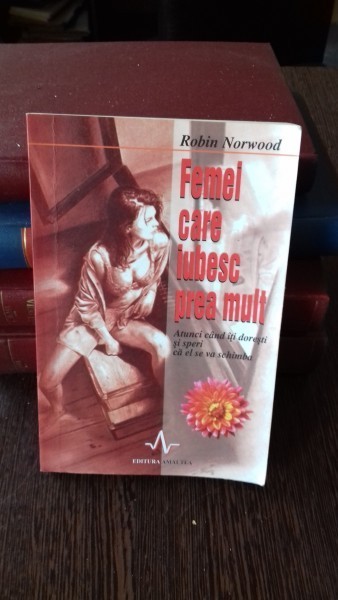 Robin Norwood
Femei
care
iubesc
prea mult
Atunci când îți dorești
și speri
că el se va schimba
EDITURA AMALTEA